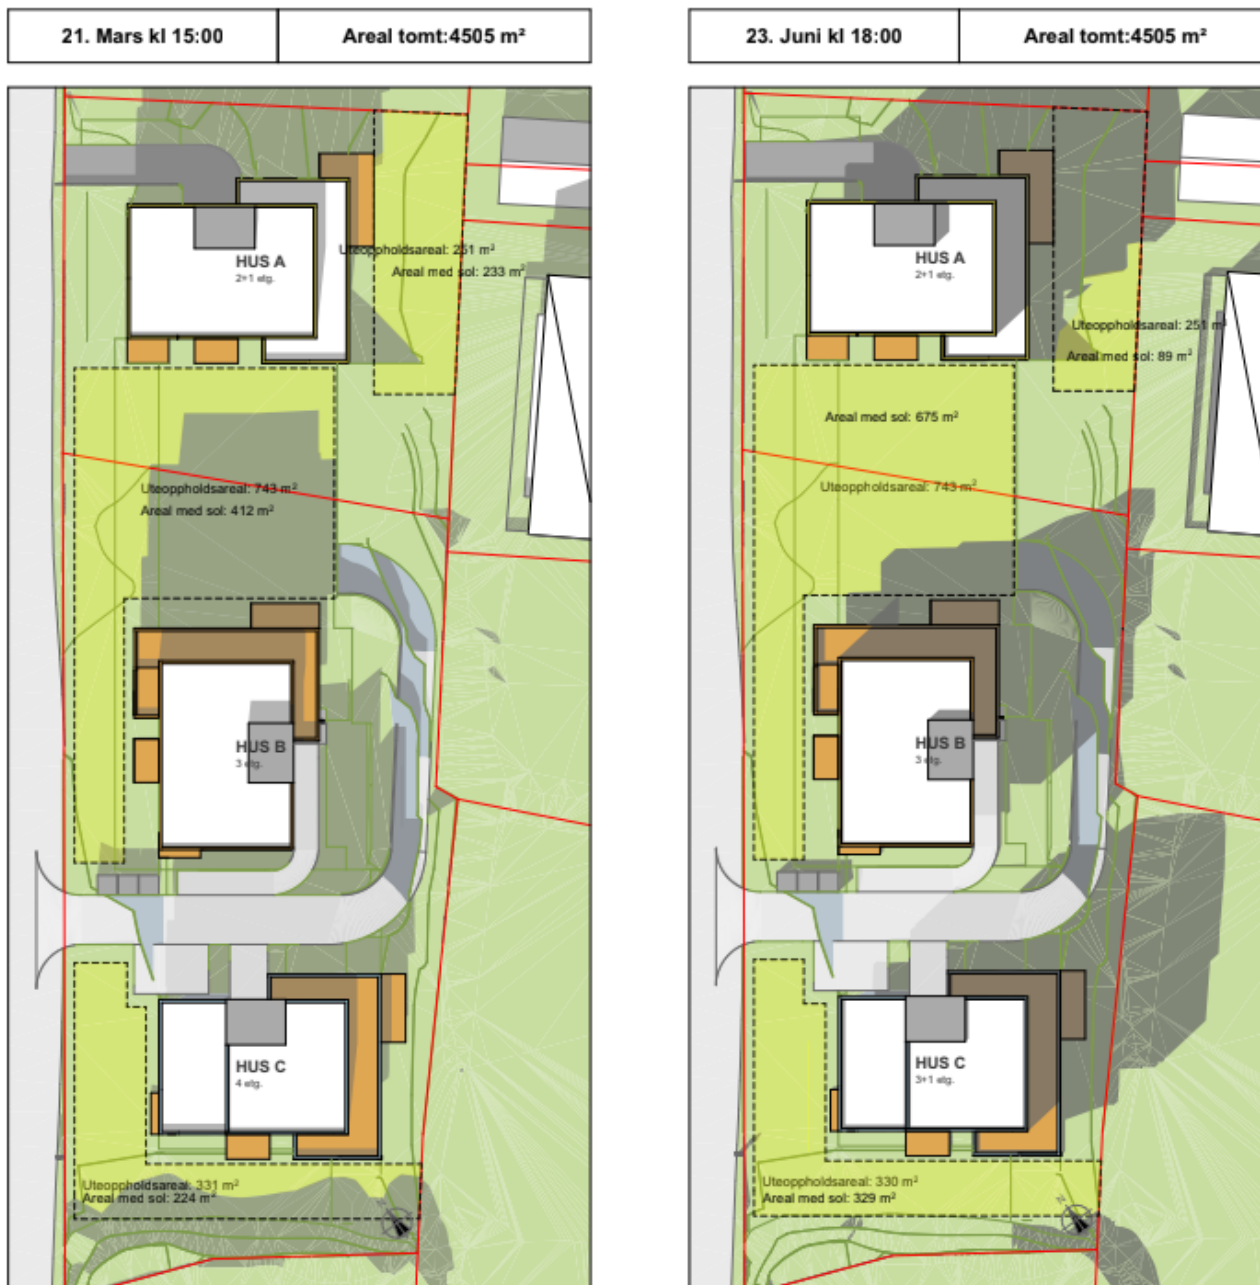 21. Mars kl 15:00
Areal tomt:4505 m²
HUS A
2+1 etg.
Uteoppholdsareal: 251 m²
Areal med sol: 233 m²
Uteoppholdsareal: 743 m²
Areal med sol: 412 m²
HUS B
3 etg.
HUS C
4 etg.
Uteoppholdsareal: 331 m²
Areal med sol: 224 m²
N
23. Juni kl 18:00
Areal tomt:4505 m²
HUS A
2+1 etg.
Uteoppholdsareal: 251 m²
Areal med sol: 89 m²
Areal med sol: 675 m²
Uteoppholdsareal: 743 m²
HUS B
3 etg.
HUS C
3+1 etg.
Uteoppholdsareal: 330 m²
Areal med sol: 329 m²
N